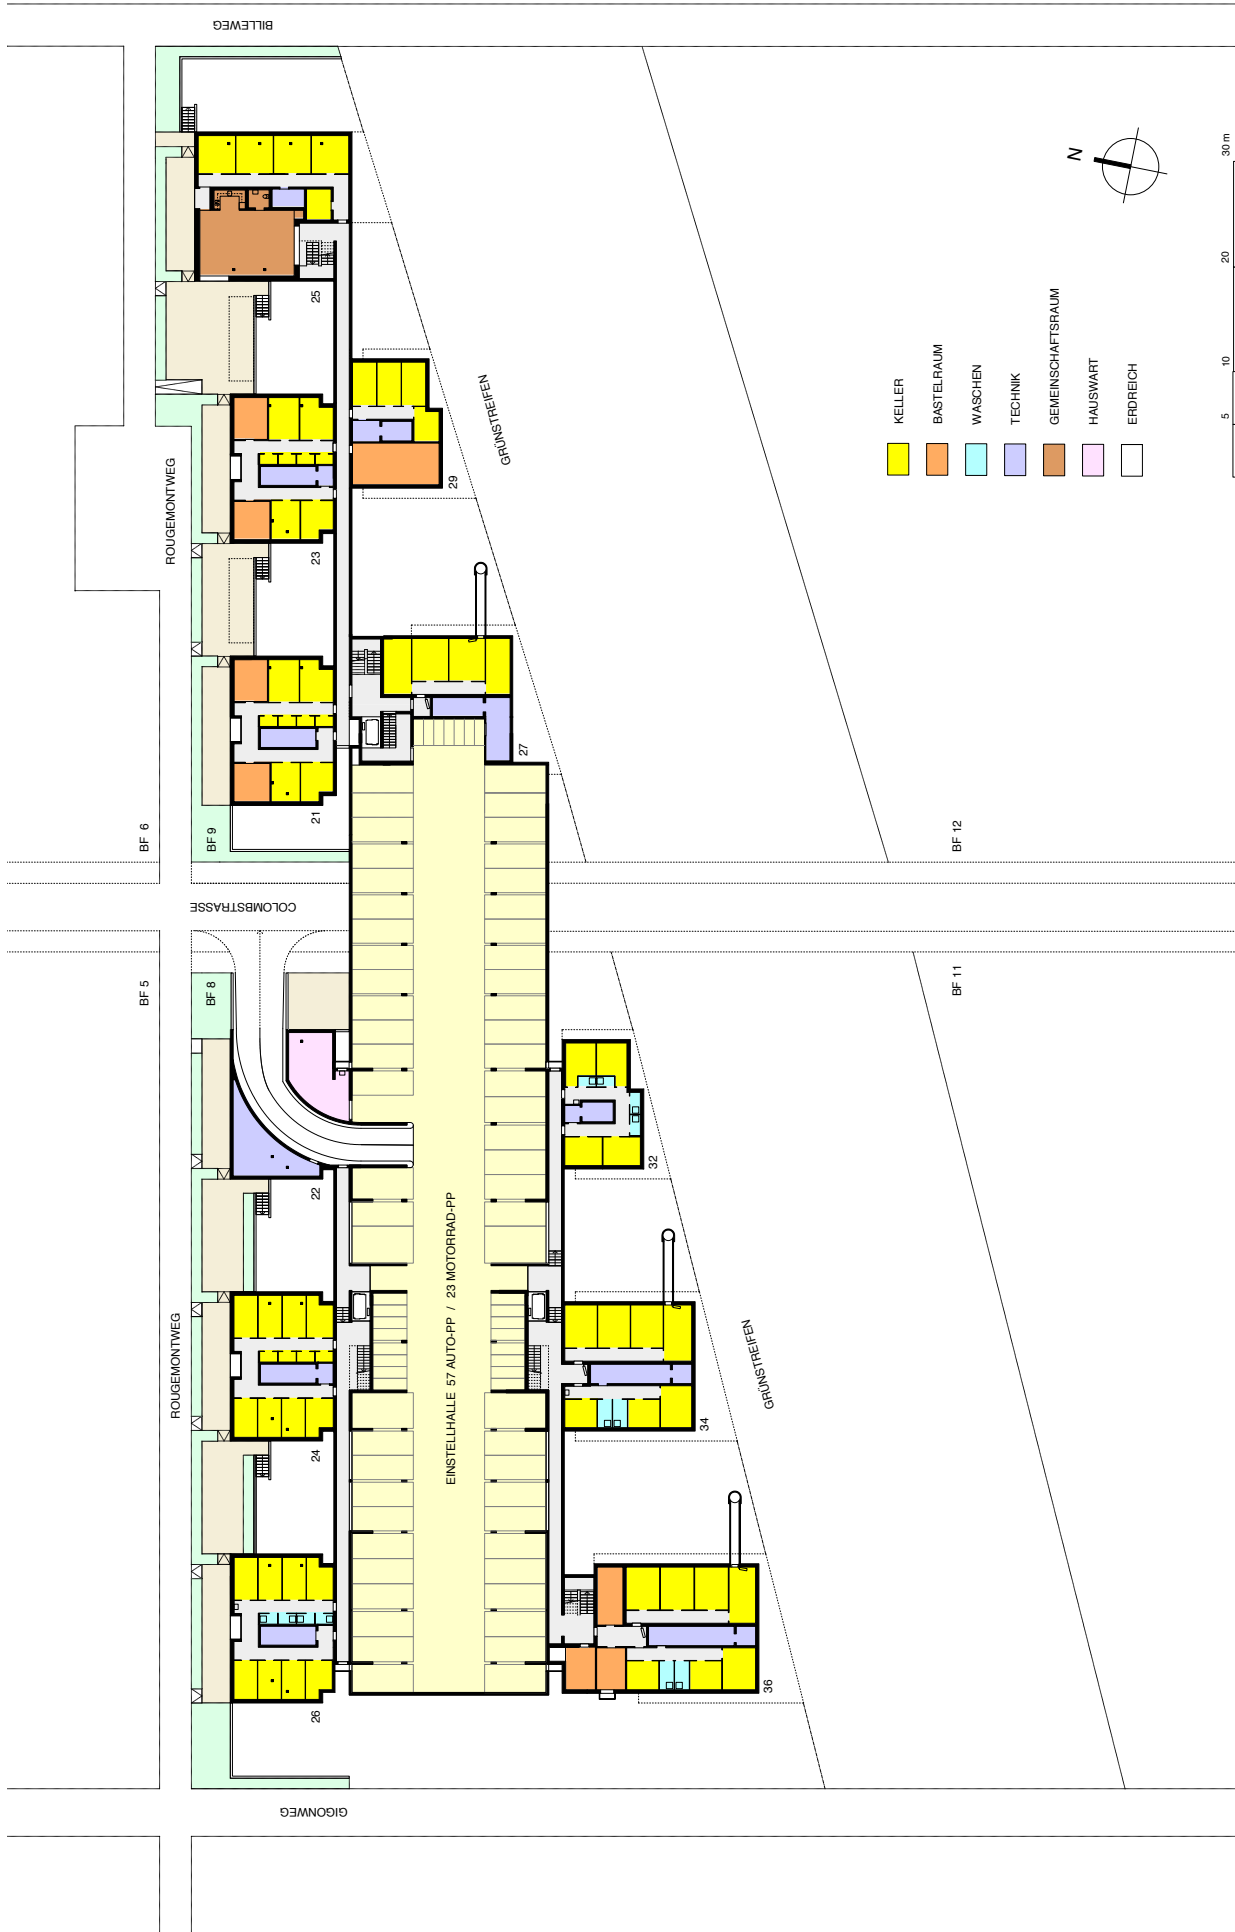 BILLEWEG
N
30 m
20
10
5
25
ROUGEMONTWEG
23
GRÜNSTREIFEN
29
KELLER
BASTELRAUM
WASCHEN
TECHNIK
GEMEINSCHAFTSRAUM
HAUSWART
ERDREICH
27
21
BF 6
BF 9
BF 12
COLOMBSTRASSE
BF 5
BF 8
BF 11
22
32
EINSTELLHALLE 57 AUTO-PP / 23 MOTORRAD-PP
ROUGEMONTWEG
24
34
GRÜNSTREIFEN
26
36
GIGONWEG